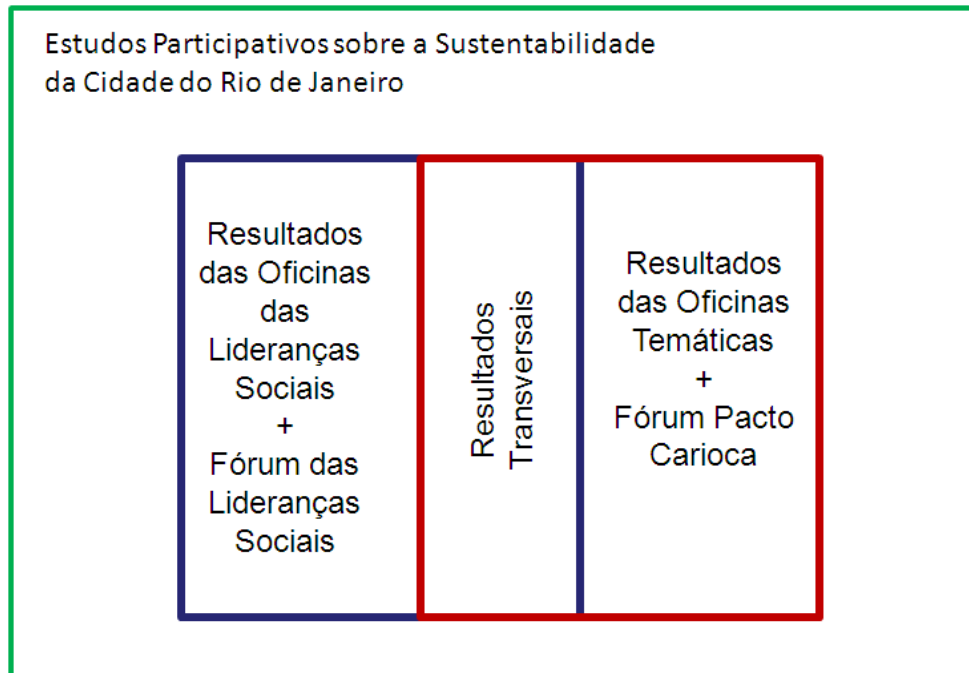 Estudos Participativos sobre a Sustentabilidade
da Cidade do Rio de Janeiro
Resultados
das Oficinas
das
Lideranças
Sociais
+
Fórum das
Lideranças
Sociais
Resultados
Transversais
Resultados
das Oficinas
Temáticas
+
Fórum Pacto
Carioca